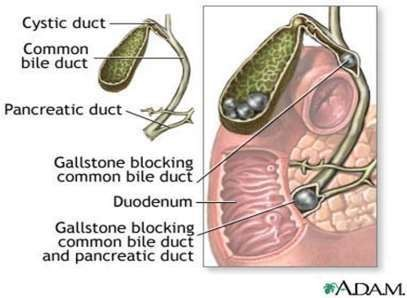 Cystic duct
Common
bile duct
Pancreatic duct
Gallstone blocking
common bile duct
Duodenum
Gallstone blocking
common bile duct
and pancreatic duct
A.D.A.M.